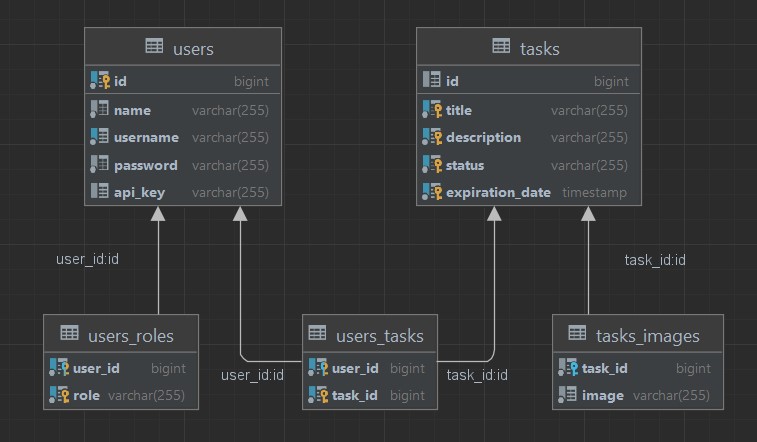 users
id bigint
name varchar(255)
username varchar(255)
password varchar(255)
api_key varchar(255)
tasks
id bigint
title varchar(255)
description varchar(255)
status varchar(255)
expiration_date timestamp
user_id:id
task_id:id
users_roles
user_id bigint
role varchar(255)
user_id:id
users_tasks
user_id bigint
task_id bigint
task_id:id
tasks_images
task_id bigint
image varchar(255)